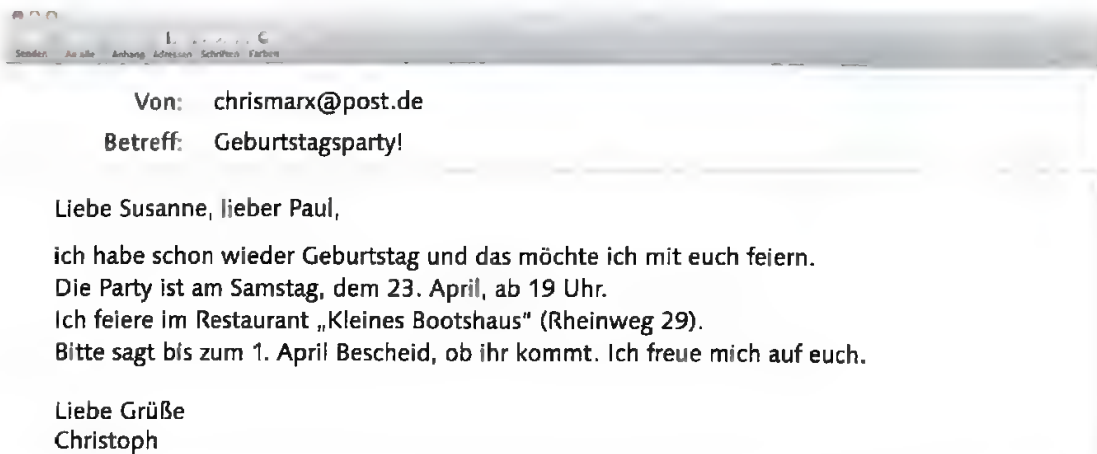 Senden An alle Anhang Adressen Schriften Farben
Von: chrismarx@post.de
Betreff: Geburtstagsparty!
Liebe Susanne, lieber Paul,
ich habe schon wieder Geburtstag und das möchte ich mit euch feiern.
Die Party ist am Samstag, dem 23. April, ab 19 Uhr.
Ich feiere im Restaurant „Kleines Bootshaus“ (Rheinweg 29).
Bitte sagt bis zum 1. April Bescheid, ob ihr kommt. Ich freue mich auf euch.
Liebe Grüße
Christoph